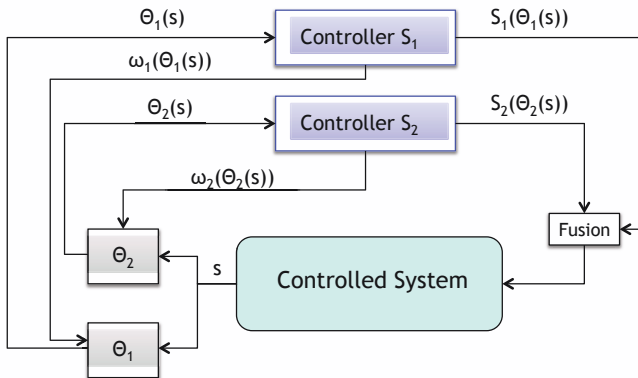 Θ₁(s)
Controller S₁
S₁(Θ₁(s))
ω₁(Θ₁(s))
Θ₂(s)
Controller S₂
S₂(Θ₂(s))
ω₂(Θ₂(s))
Fusion
Θ₂
s
Controlled System
Θ₁